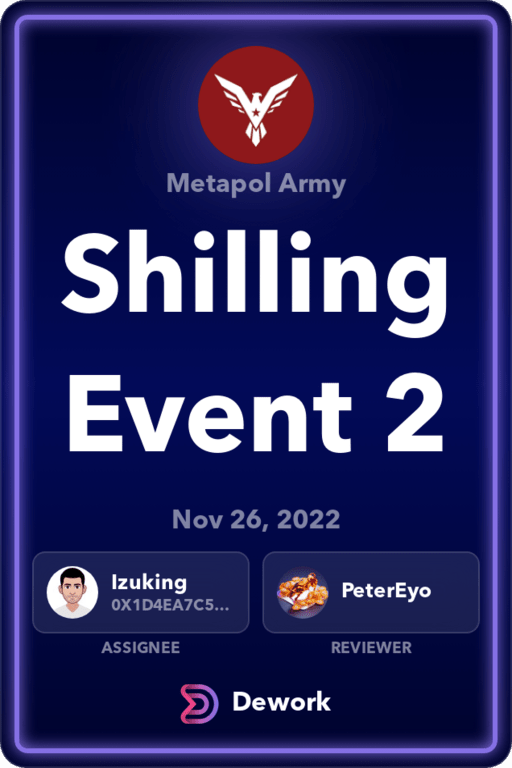 Metapol Army
Shilling
Event 2
Nov 26, 2022
Izuking
0X1D4EA7C5...
ASSIGNEE
PeterEyo
REVIEWER
Dework